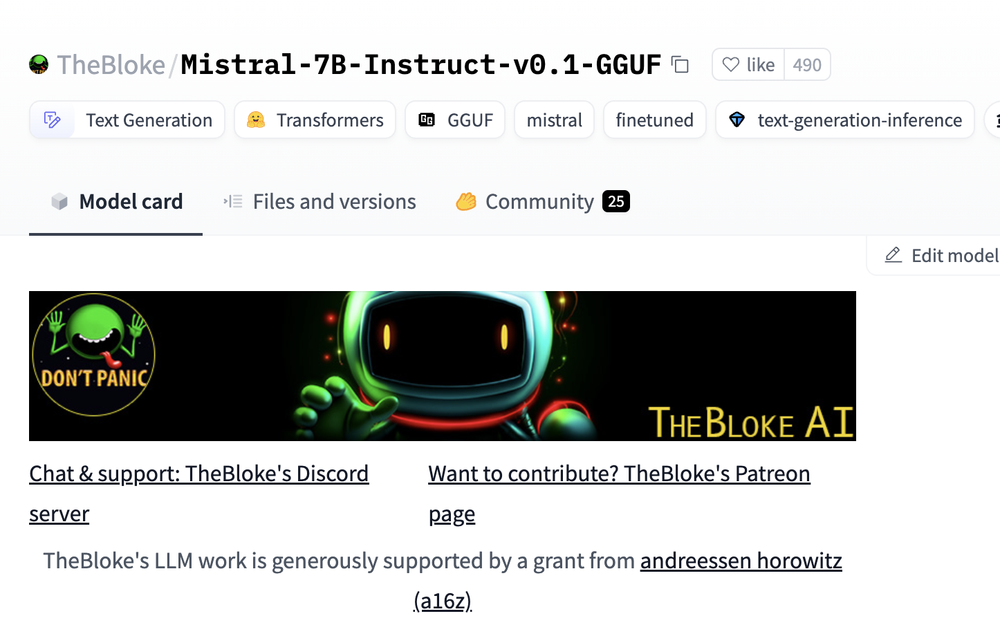 TheBloke/Mistral-7B-Instruct-v0.1-GGUF like 490
Text Generation Transformers GGUF mistral finetuned text-generation-inference
Model card Files and versions Community 25
Edit model
DON'T PANIC
THEBLOKE AI
Chat & support: TheBloke's Discord
server
Want to contribute? TheBloke's Patreon
page
TheBloke's LLM work is generously supported by a grant from andreessen horowitz
(a16z)